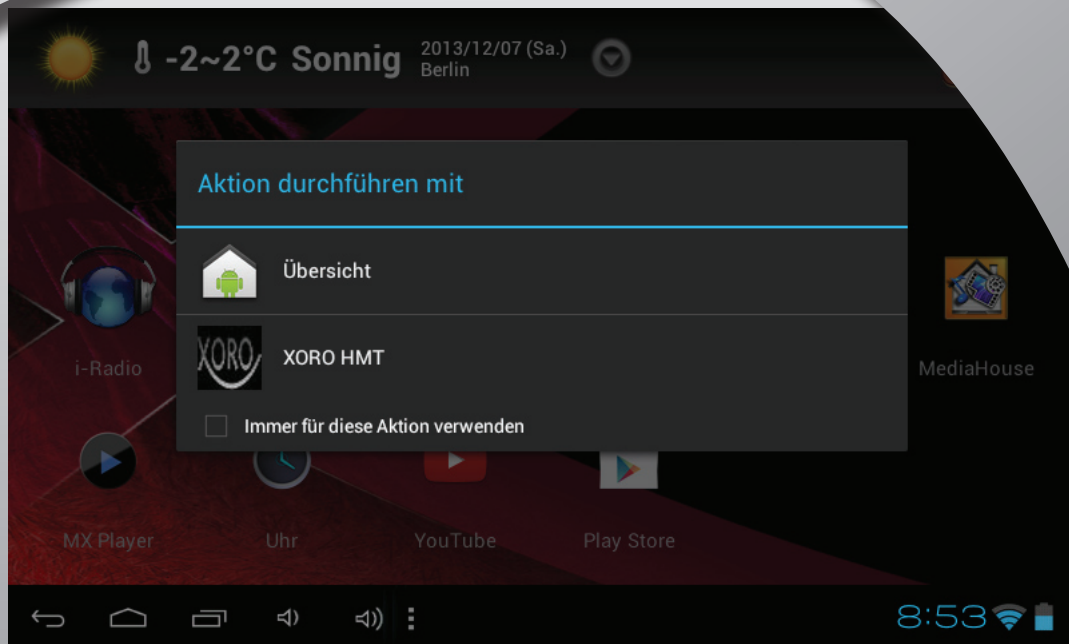 -2~2°C Sonnig
2013/12/07 (Sa.)
Berlin
Aktion durchführen mit
Übersicht
XORO
XORO HMT
Immer für diese Aktion verwenden
i-Radio
MediaHouse
MX Player
Uhr
YouTube
Play Store
8:53